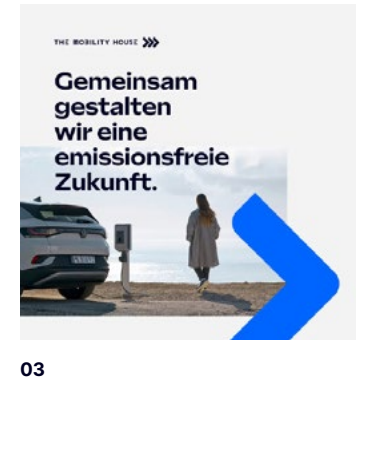 THE MOBILITY HOUSE
Gemeinsam
gestalten
wir eine
emissionsfreie
Zukunft.
03